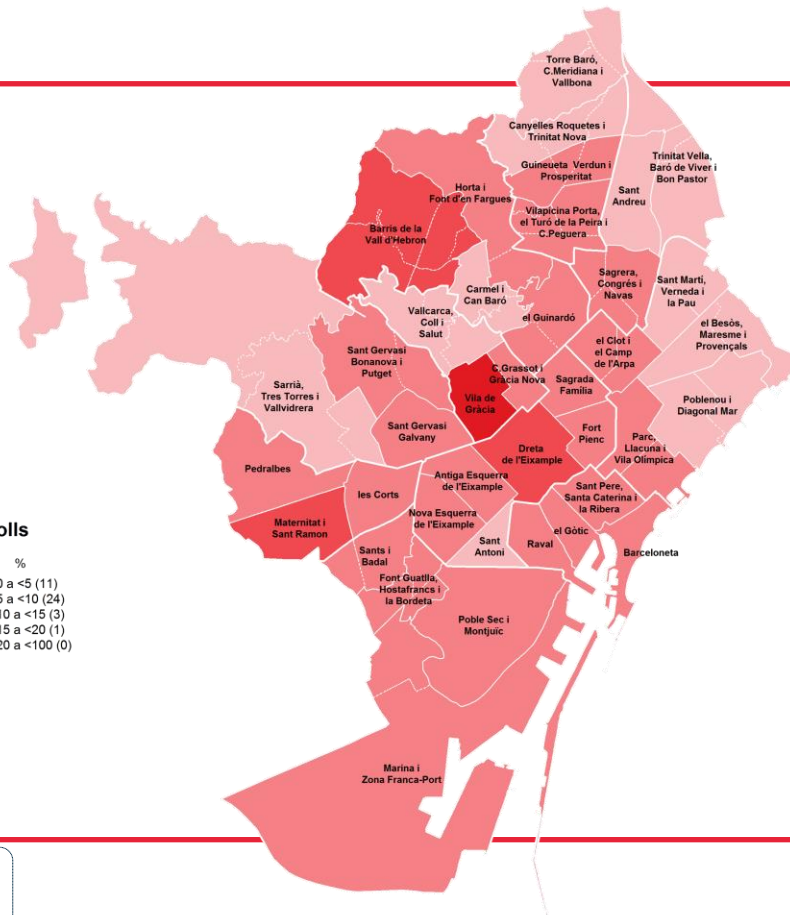 Torre Baró,
C.Meridiana i
Vallbona
Canyelles Roquetes i
Trinitat Nova
Guineueta Verdun i
Prosperitat
Trinitat Vella,
Baró de Viver i
Bon Pastor
Sant
Andreu
Horta i
Font d'en Fargues
Vilapicina Porta,
el Turó de la Peira i
C.Peguera
Barris de la
Vall d'Hebron
Sagrera,
Congrés i
Navas
Sant Martí,
Verneda i
la Pau
Carmel i
Can Baró
Vallcarca,
Coll i
Salut
el Guinardó
el Besòs,
Maresme i
Provençals
el Clot i
el Camp
de l'Arpa
Sant Gervasi
Bonanova i
Putget
C.Grassot i
Gràcia Nova
Sagrada
Família
Sarrià,
Tres Torres i
Vallvidrera
Vila de
Gràcia
Poblenou i
Diagonal Mar
Sant Gervasi
Galvany
Fort
Pienc
Parc,
Llacuna i
Vila Olímpica
Dreta
de l'Eixample
Pedralbes
Antiga Esquerra
de l'Eixample
les Corts
Sant Pere,
Santa Caterina i
la Ribera
Nova Esquerra
de l'Eixample
Maternitat i
Sant Ramon
el Gòtic
Sant
Antoni
Raval
Barceloneta
Sants i
Badal
Font Guatlla,
Hostafrancs i
la Bordeta
Poble Sec i
Montjuïc
Marina i
Zona Franca-Port
%
a <5 (11)
a <10 (24)
10 a <15 (3)
15 a <20 (1)
20 a <100 (0)